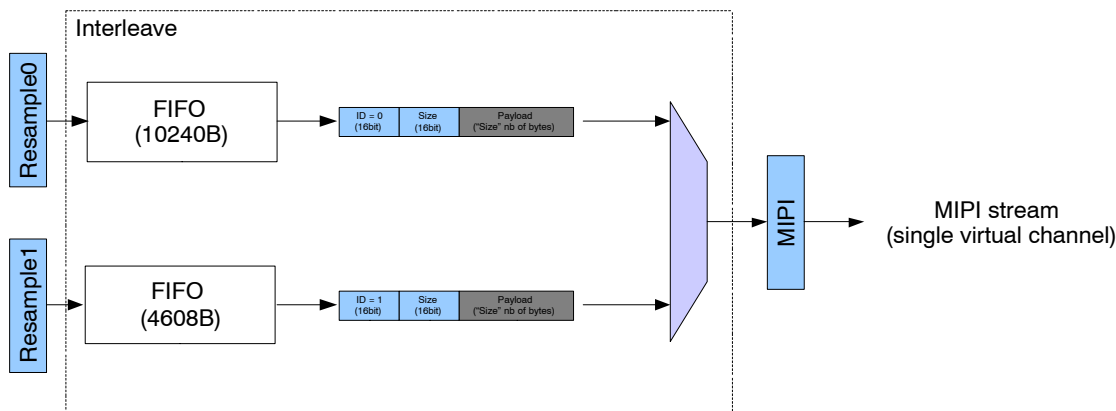 Interleave
Resample0
FIFO
(10240B)
ID = 0
(16bit)
Size
(16bit)
Payload
("Size" nb of bytes)
Resample1
FIFO
(4608B)
ID = 1
(16bit)
Size
(16bit)
Payload
("Size" nb of bytes)
MIPI
MIPI stream
(single virtual channel)